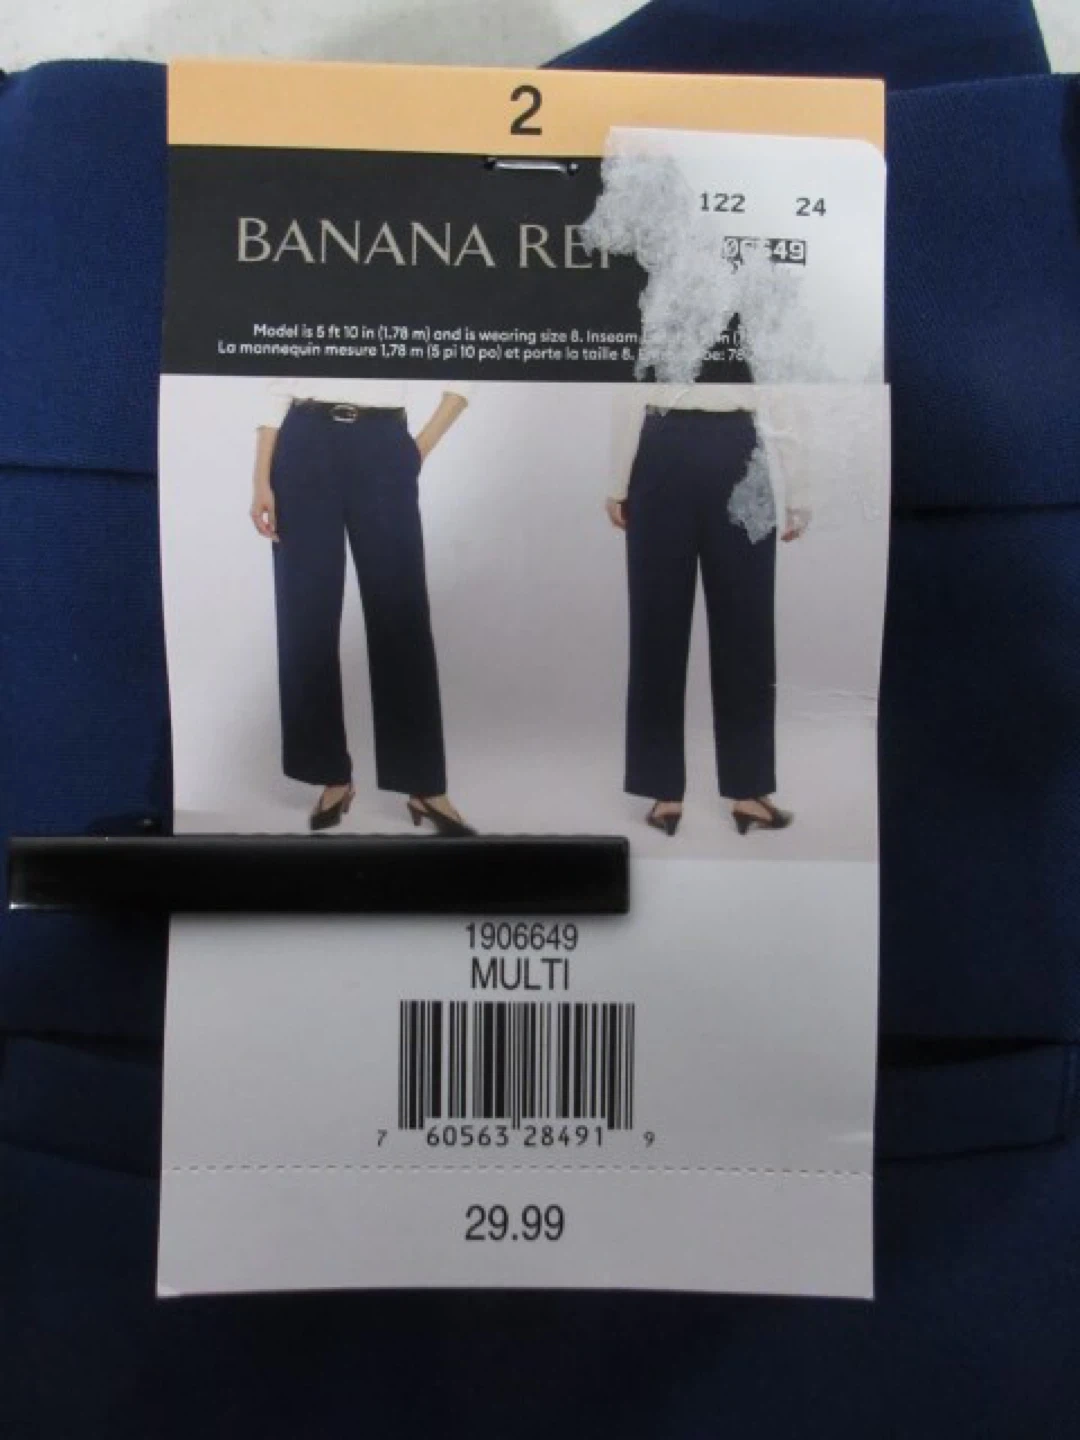 2
122 24
BANANA
Model is 5 ft 10 in (1.78 m) and is wearing size 8. Inseam
La mannequin mesure 1,78 m (5 pi 10 po) et porte la taille 8.
1906649
MULTI
7 60563 28491 9
29.99